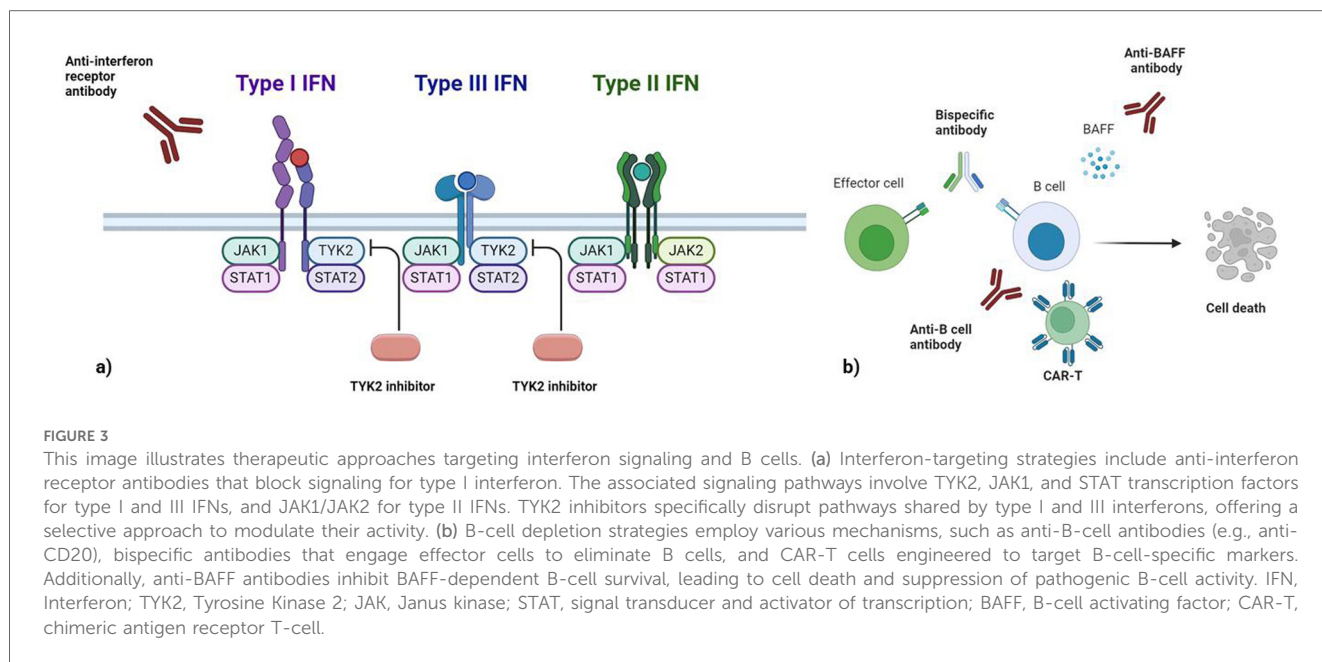 Anti-interferon
receptor
antibody
Type I IFN
Type III IFN
Type II IFN
JAK1
TYK2
STAT1
STAT2
JAK1
TYK2
STAT1
STAT2
JAK1
JAK2
STAT1
STAT1
TYK2 inhibitor
TYK2 inhibitor
a)
Anti-BAFF
antibody
Bispecific
antibody
BAFF
Effector cell
B cell
Anti-B cell
antibody
Cell death
CAR-T
b)
FIGURE 3
This image illustrates therapeutic approaches targeting interferon signaling and B cells. (a) Interferon-targeting strategies include anti-interferon
receptor antibodies that block signaling for type I interferon. The associated signaling pathways involve TYK2, JAK1, and STAT transcription factors
for type I and III IFNs, and JAK1/JAK2 for type II IFNs. TYK2 inhibitors specifically disrupt pathways shared by type I and III interferons, offering a
selective approach to modulate their activity. (b) B-cell depletion strategies employ various mechanisms, such as anti-B-cell antibodies (e.g., anti-
CD20), bispecific antibodies that engage effector cells to eliminate B cells, and CAR-T cells engineered to target B-cell-specific markers.
Additionally, anti-BAFF antibodies inhibit BAFF-dependent B-cell survival, leading to cell death and suppression of pathogenic B-cell activity. IFN,
Interferon; TYK2, Tyrosine Kinase 2; JAK, Janus kinase; STAT, signal transducer and activator of transcription; BAFF, B-cell activating factor; CAR-T,
chimeric antigen receptor T-cell.